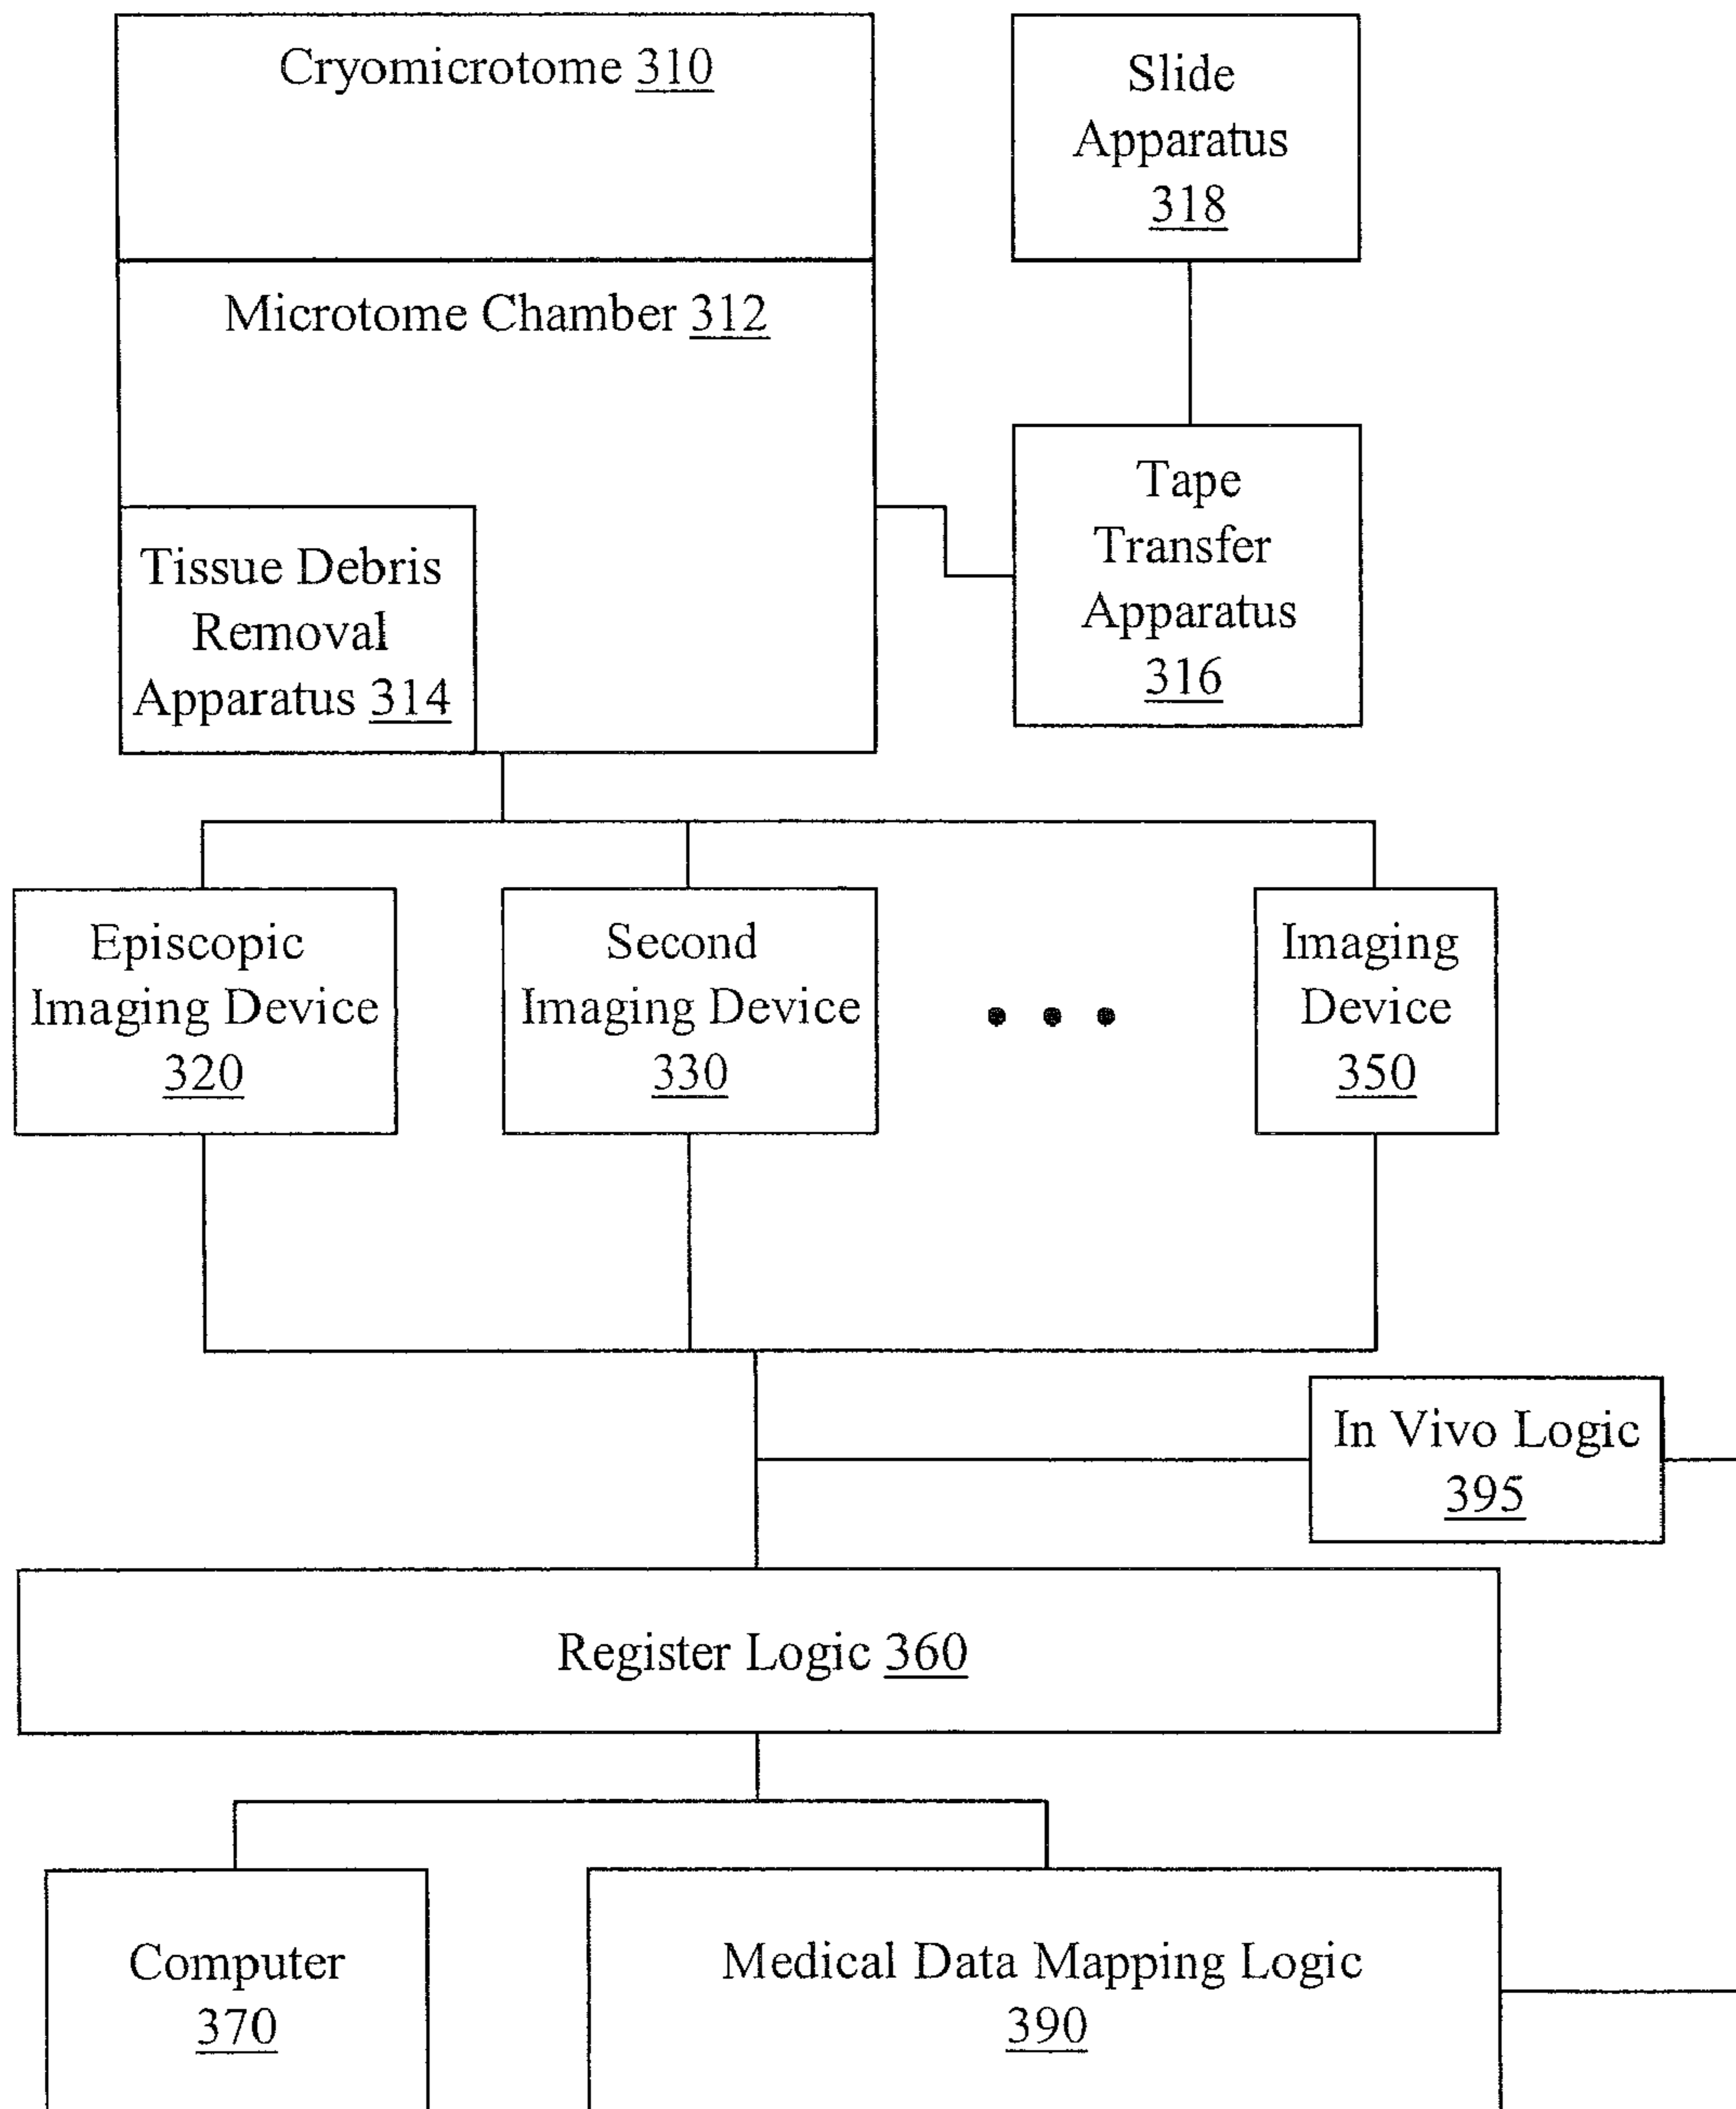 Cryomicrotome 310
Slide
Apparatus
318
Microtome Chamber 312
Tape
Transfer
Apparatus
316
Tissue Debris
Removal
Apparatus 314
Episcopic
Imaging Device
320
Second
Imaging Device
330
Imaging
Device
350
In Vivo Logic
395
Register Logic 360
Computer
370
Medical Data Mapping Logic
390